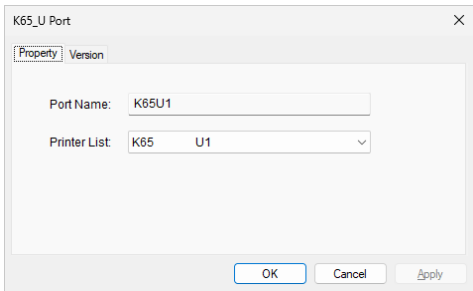 K65_U Port
Property Version
Port Name: K65U1
Printer List: K65 U1
OK Cancel Apply